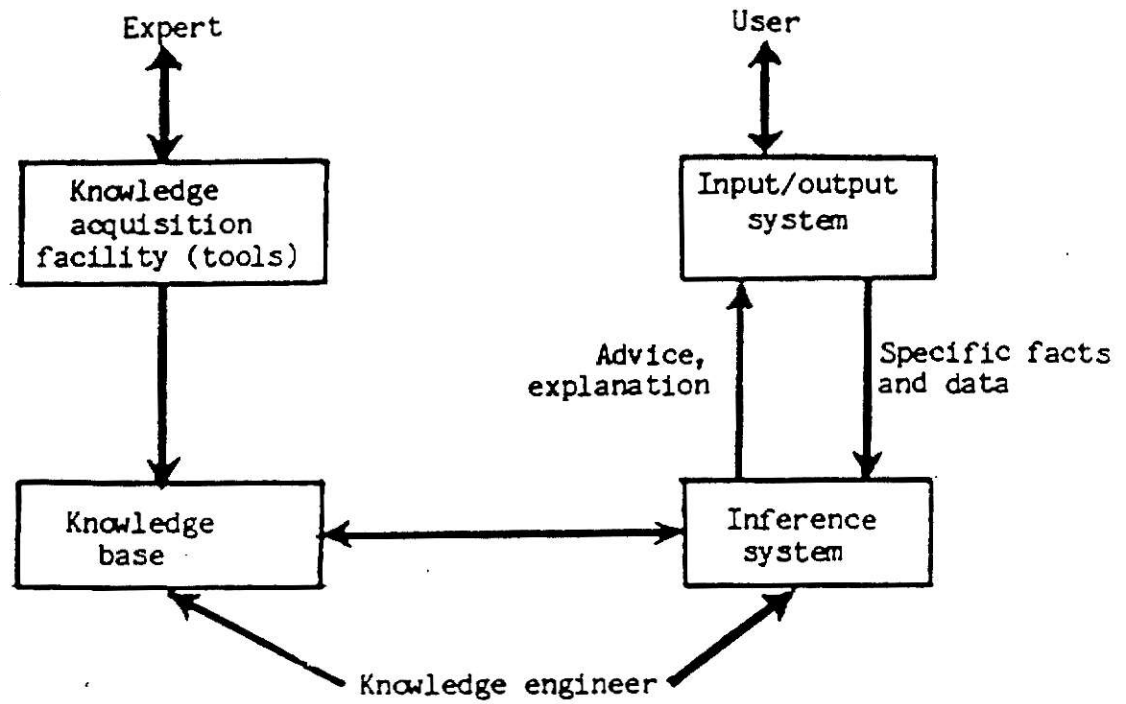 Expert
User
Knowledge
acquisition
facility (tools)
Input/output
system
Advice,
explanation
Specific facts
and data
Knowledge
base
Inference
system
Knowledge engineer